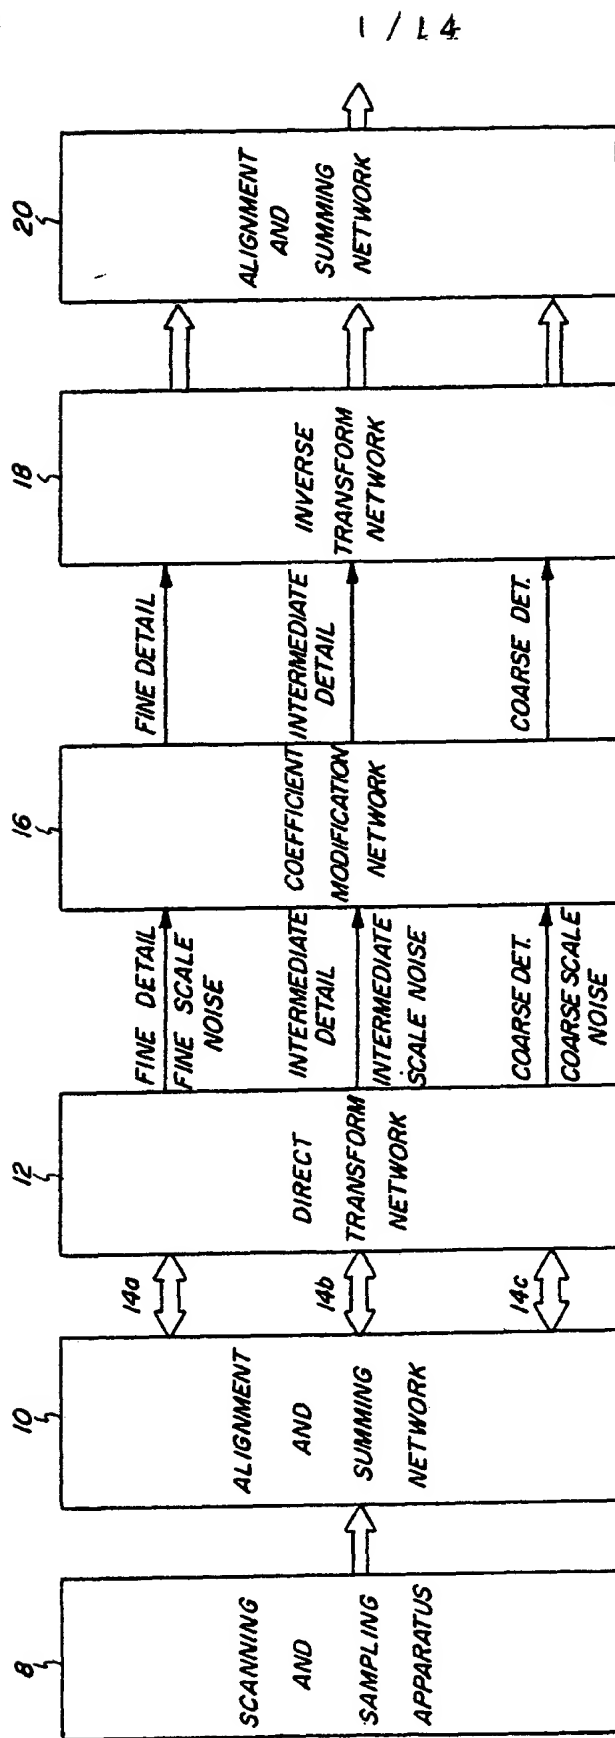 1/14
8
SCANNING
AND
SAMPLING
APPARATUS
10
ALIGNMENT
AND
SUMMING
NETWORK
14a
14b
14c
12
DIRECT
TRANSFORM
NETWORK
FINE DETAIL
FINE SCALE
NOISE
INTERMEDIATE
DETAIL
INTERMEDIATE
SCALE NOISE
COARSE DET.
COARSE SCALE
NOISE
16
COEFFICIENT
MODIFICATION
NETWORK
FINE DETAIL
INTERMEDIATE
DETAIL
COARSE DET.
18
INVERSE
TRANSFORM
NETWORK
20
ALIGNMENT
AND
SUMMING
NETWORK